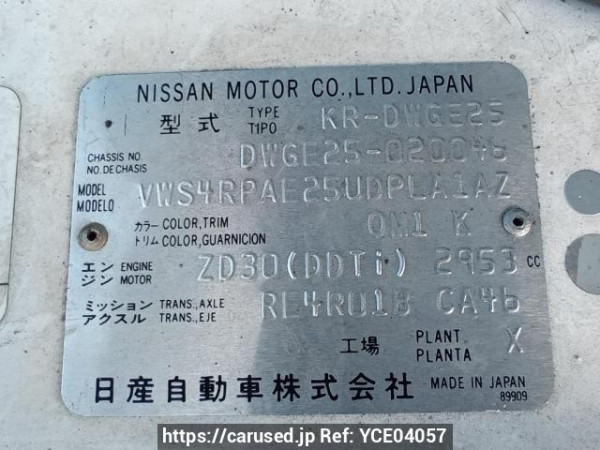 NISSAN MOTOR CO.,LTD. JAPAN
型式 TYPE TIPO KR-DWGE25
CHASSIS NO. NO. DE CHASIS DWGE25-020046
MODEL MODELO VWS4RPAE25UDPLA1AZ
カラー COLOR,TRIM トリム COLOR,GUARNICION QM1 K
エンジン ENGINE MOTOR ZD30(DDTi) 2953 cc
ミッション TRANS.,AXLE アクスル TRANS.,EJE RE4R01B CA46
工場 PLANT PLANTA X
日産自動車株式会社 MADE IN JAPAN
89909
https://carused.jp Ref: YCE04057